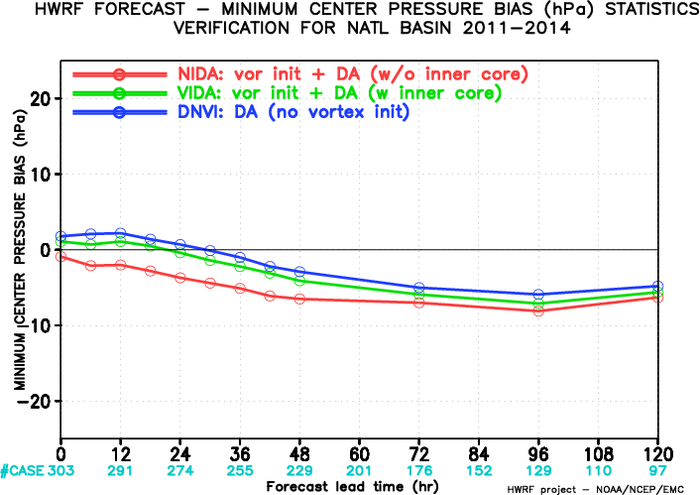 HWRF FORECAST − MINIMUM CENTER PRESSURE BIAS (hPa) STATISTICS
VERIFICATION FOR NATL BASIN 2011−2014
NIDA: vor init + DA (w/o inner core)
VIDA: vor init + DA (w inner core)
DNVI: DA (no vortex init)
MINIMUM CENTER PRESSURE BIAS (hPa)
20
10
0
−10
−20
0 12 24 36 48 60 72 84 96 108 120
#CASE 303 291 274 255 229 201 176 152 129 110 97
Forecast lead time (hr)
HWRF project − NOAA/NCEP/EMC